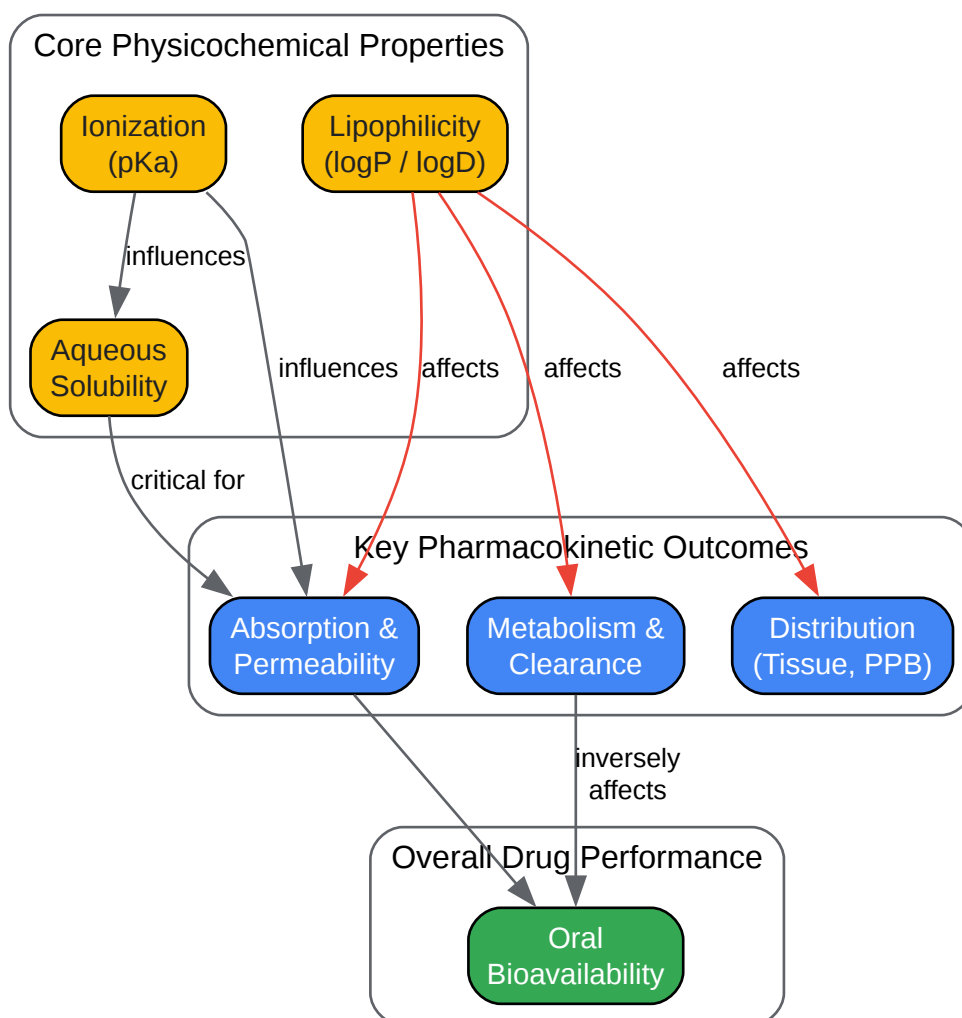 Core Physicochemical Properties
Ionization
(pKa)
Lipophilicity
(logP / logD)
influences
Aqueous
Solubility
influences
affects
affects
affects
critical for
Key Pharmacokinetic Outcomes
Absorption &
Permeability
Metabolism &
Clearance
Distribution
(Tissue, PPB)
inversely
affects
Overall Drug Performance
Oral
Bioavailability